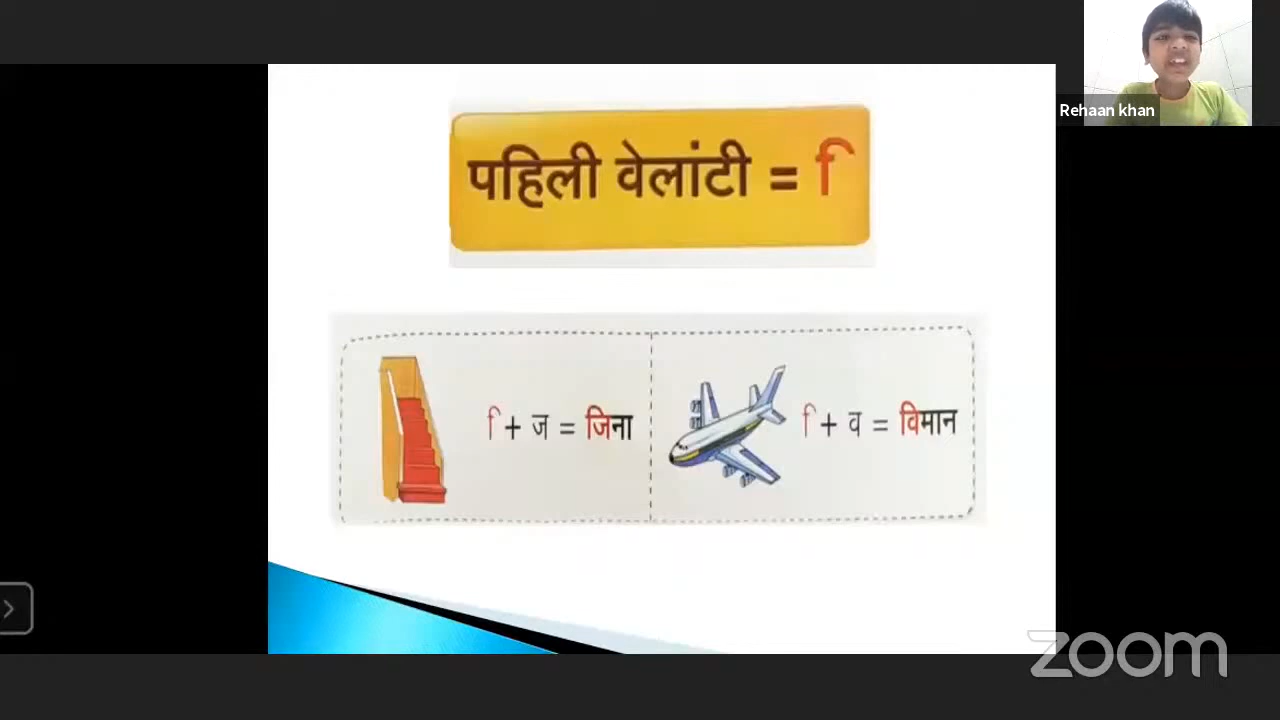 Rehaan khan
पहिली वेलांटी = ि
ि + ज = जिना
ि + व = विमान
zoom